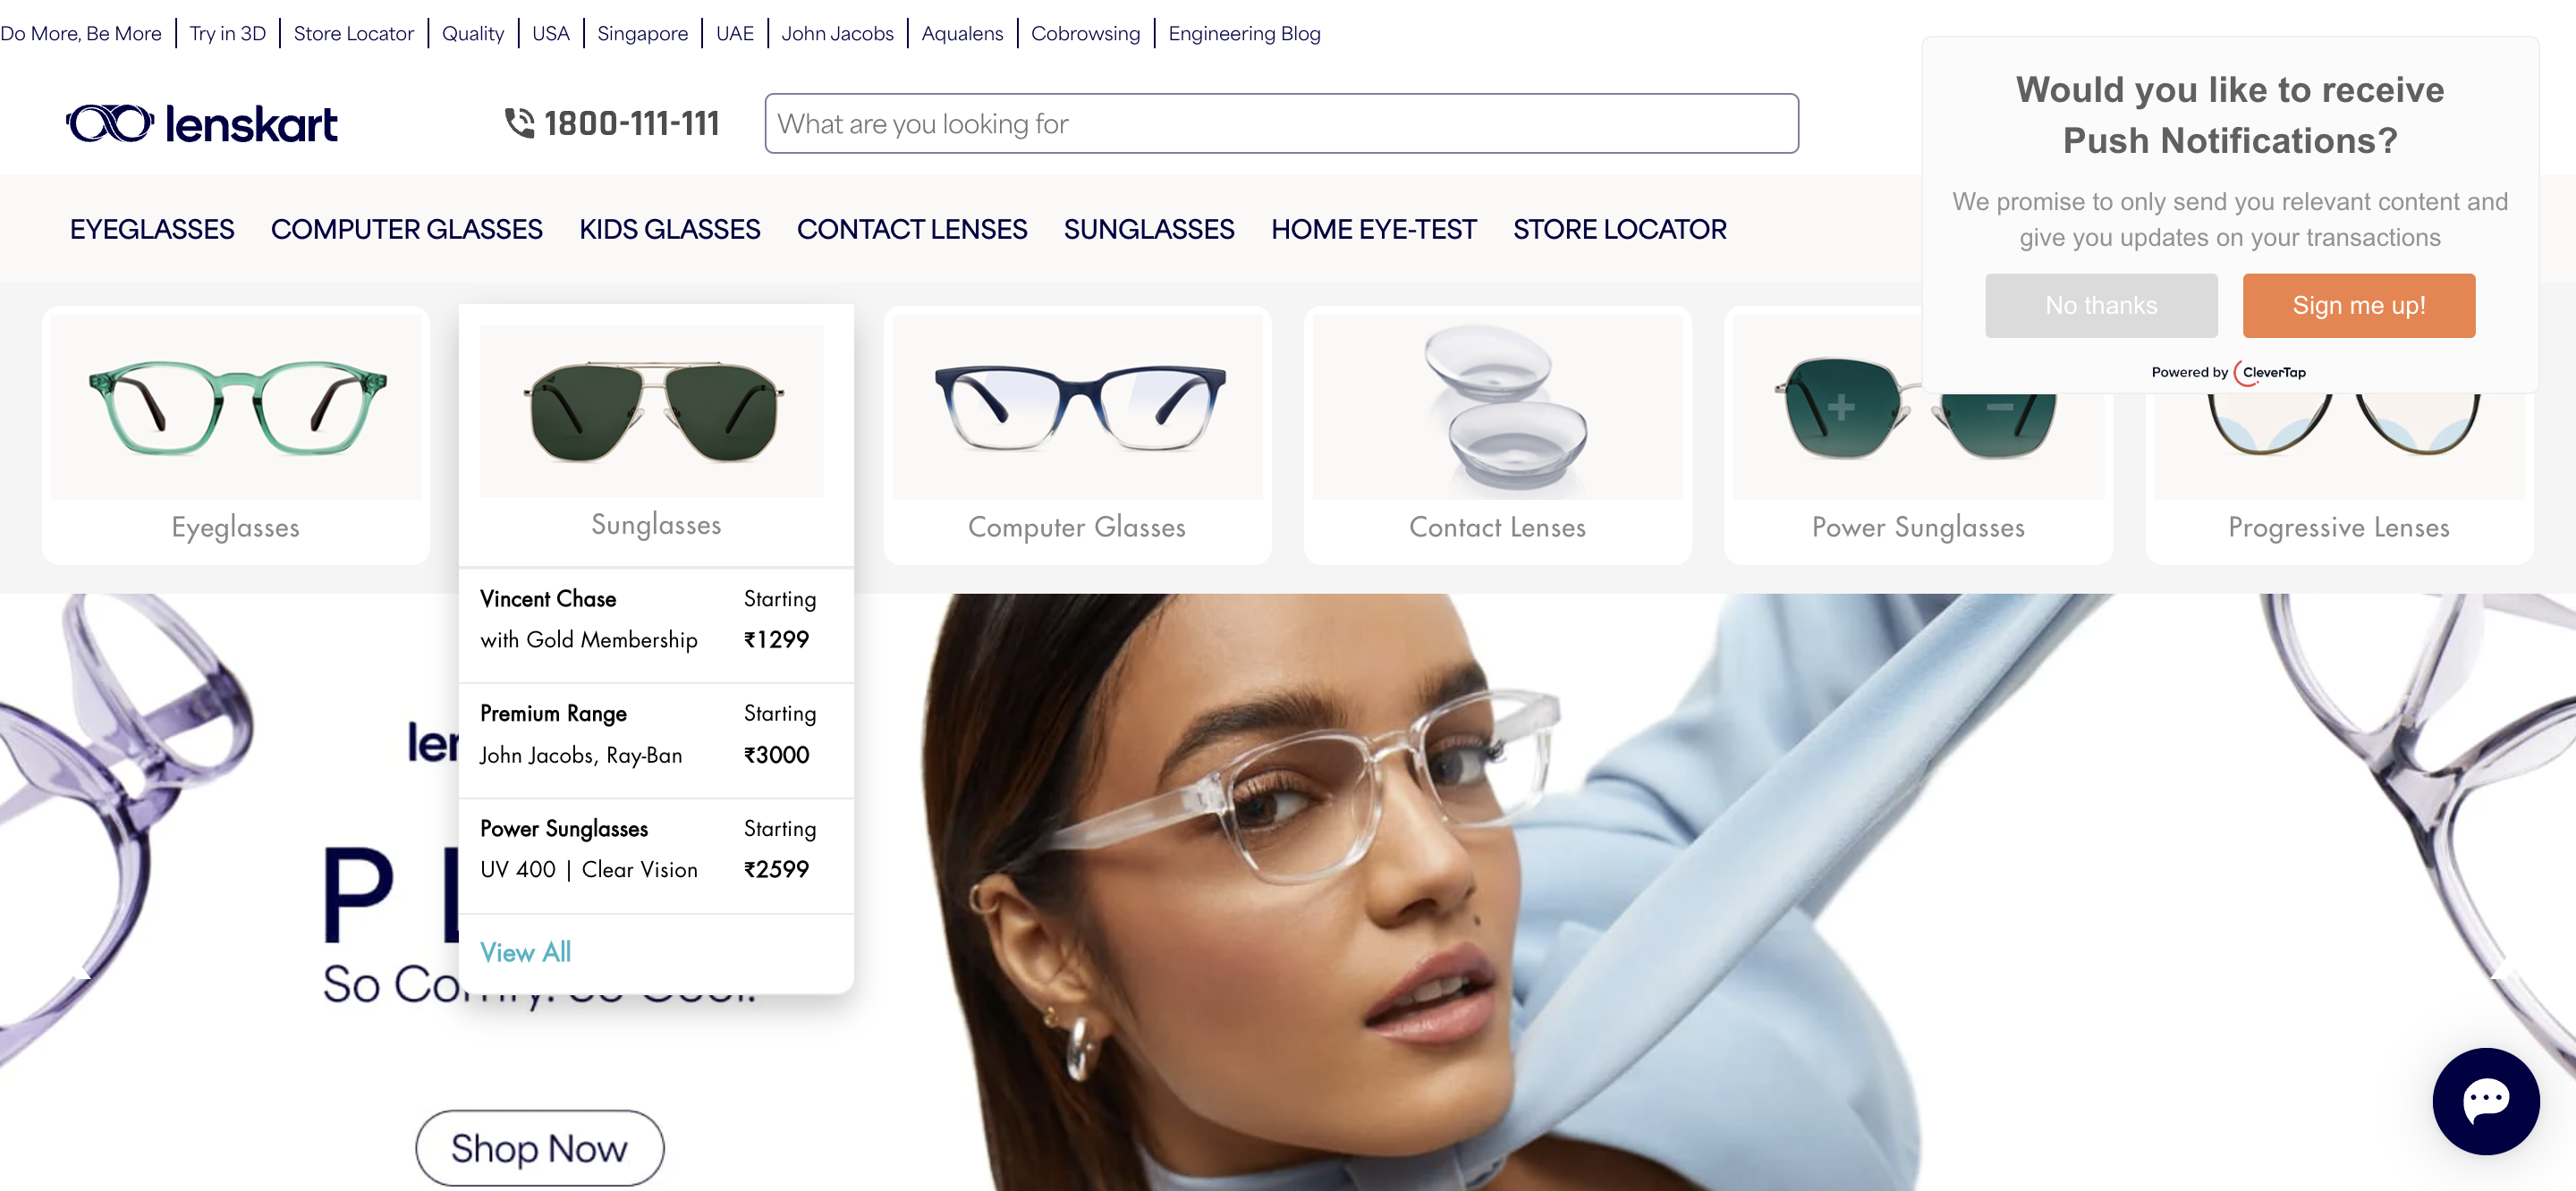 Do More, Be More
Try in 3D
Store Locator
Quality
USA
Singapore
UAE
John Jacobs
Aqualens
Cobrowsing
Engineering Blog
lenskart
1800-111-111
What are you looking for
Would you like to receive
Push Notifications?
We promise to only send you relevant content and
give you updates on your transactions
No thanks
Sign me up!
Powered by CleverTap
EYEGLASSES
COMPUTER GLASSES
KIDS GLASSES
CONTACT LENSES
SUNGLASSES
HOME EYE-TEST
STORE LOCATOR
Eyeglasses
Sunglasses
Computer Glasses
Contact Lenses
Power Sunglasses
Progressive Lenses
Vincent Chase Starting
with Gold Membership ₹1299
Premium Range Starting
John Jacobs, Ray-Ban ₹3000
Power Sunglasses Starting
UV 400 | Clear Vision ₹2599
View All
So
Shop Now